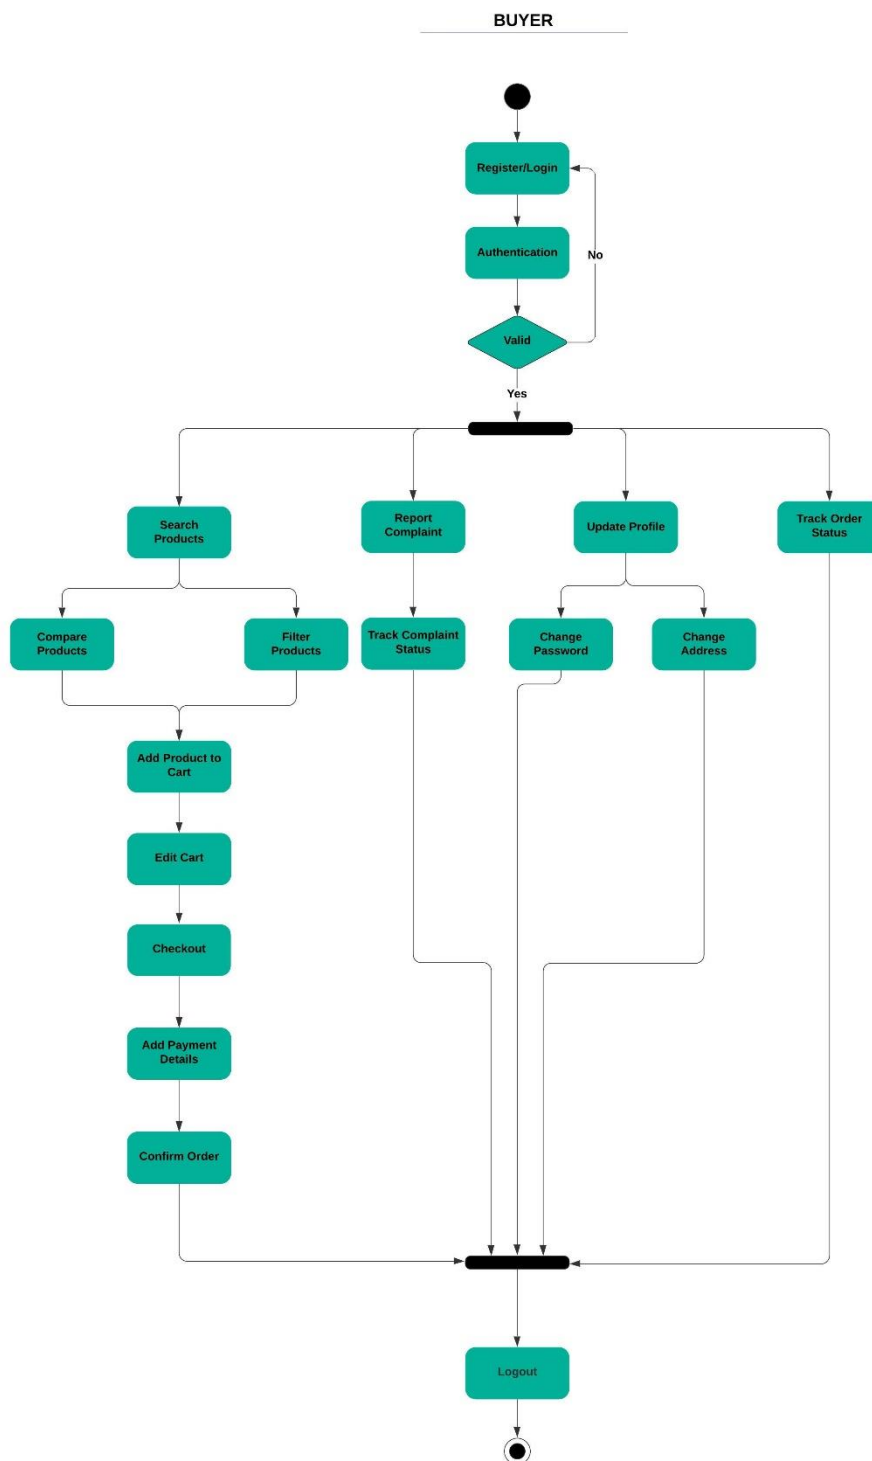 BUYER
Register/Login
Authentication
No
Valid
Yes
Search
Products
Report
Complaint
Update Profile
Track Order
Status
Compare
Products
Filter
Products
Track Complaint
Status
Change
Password
Change
Address
Add Product to
Cart
Edit Cart
Checkout
Add Payment
Details
Confirm Order
Logout